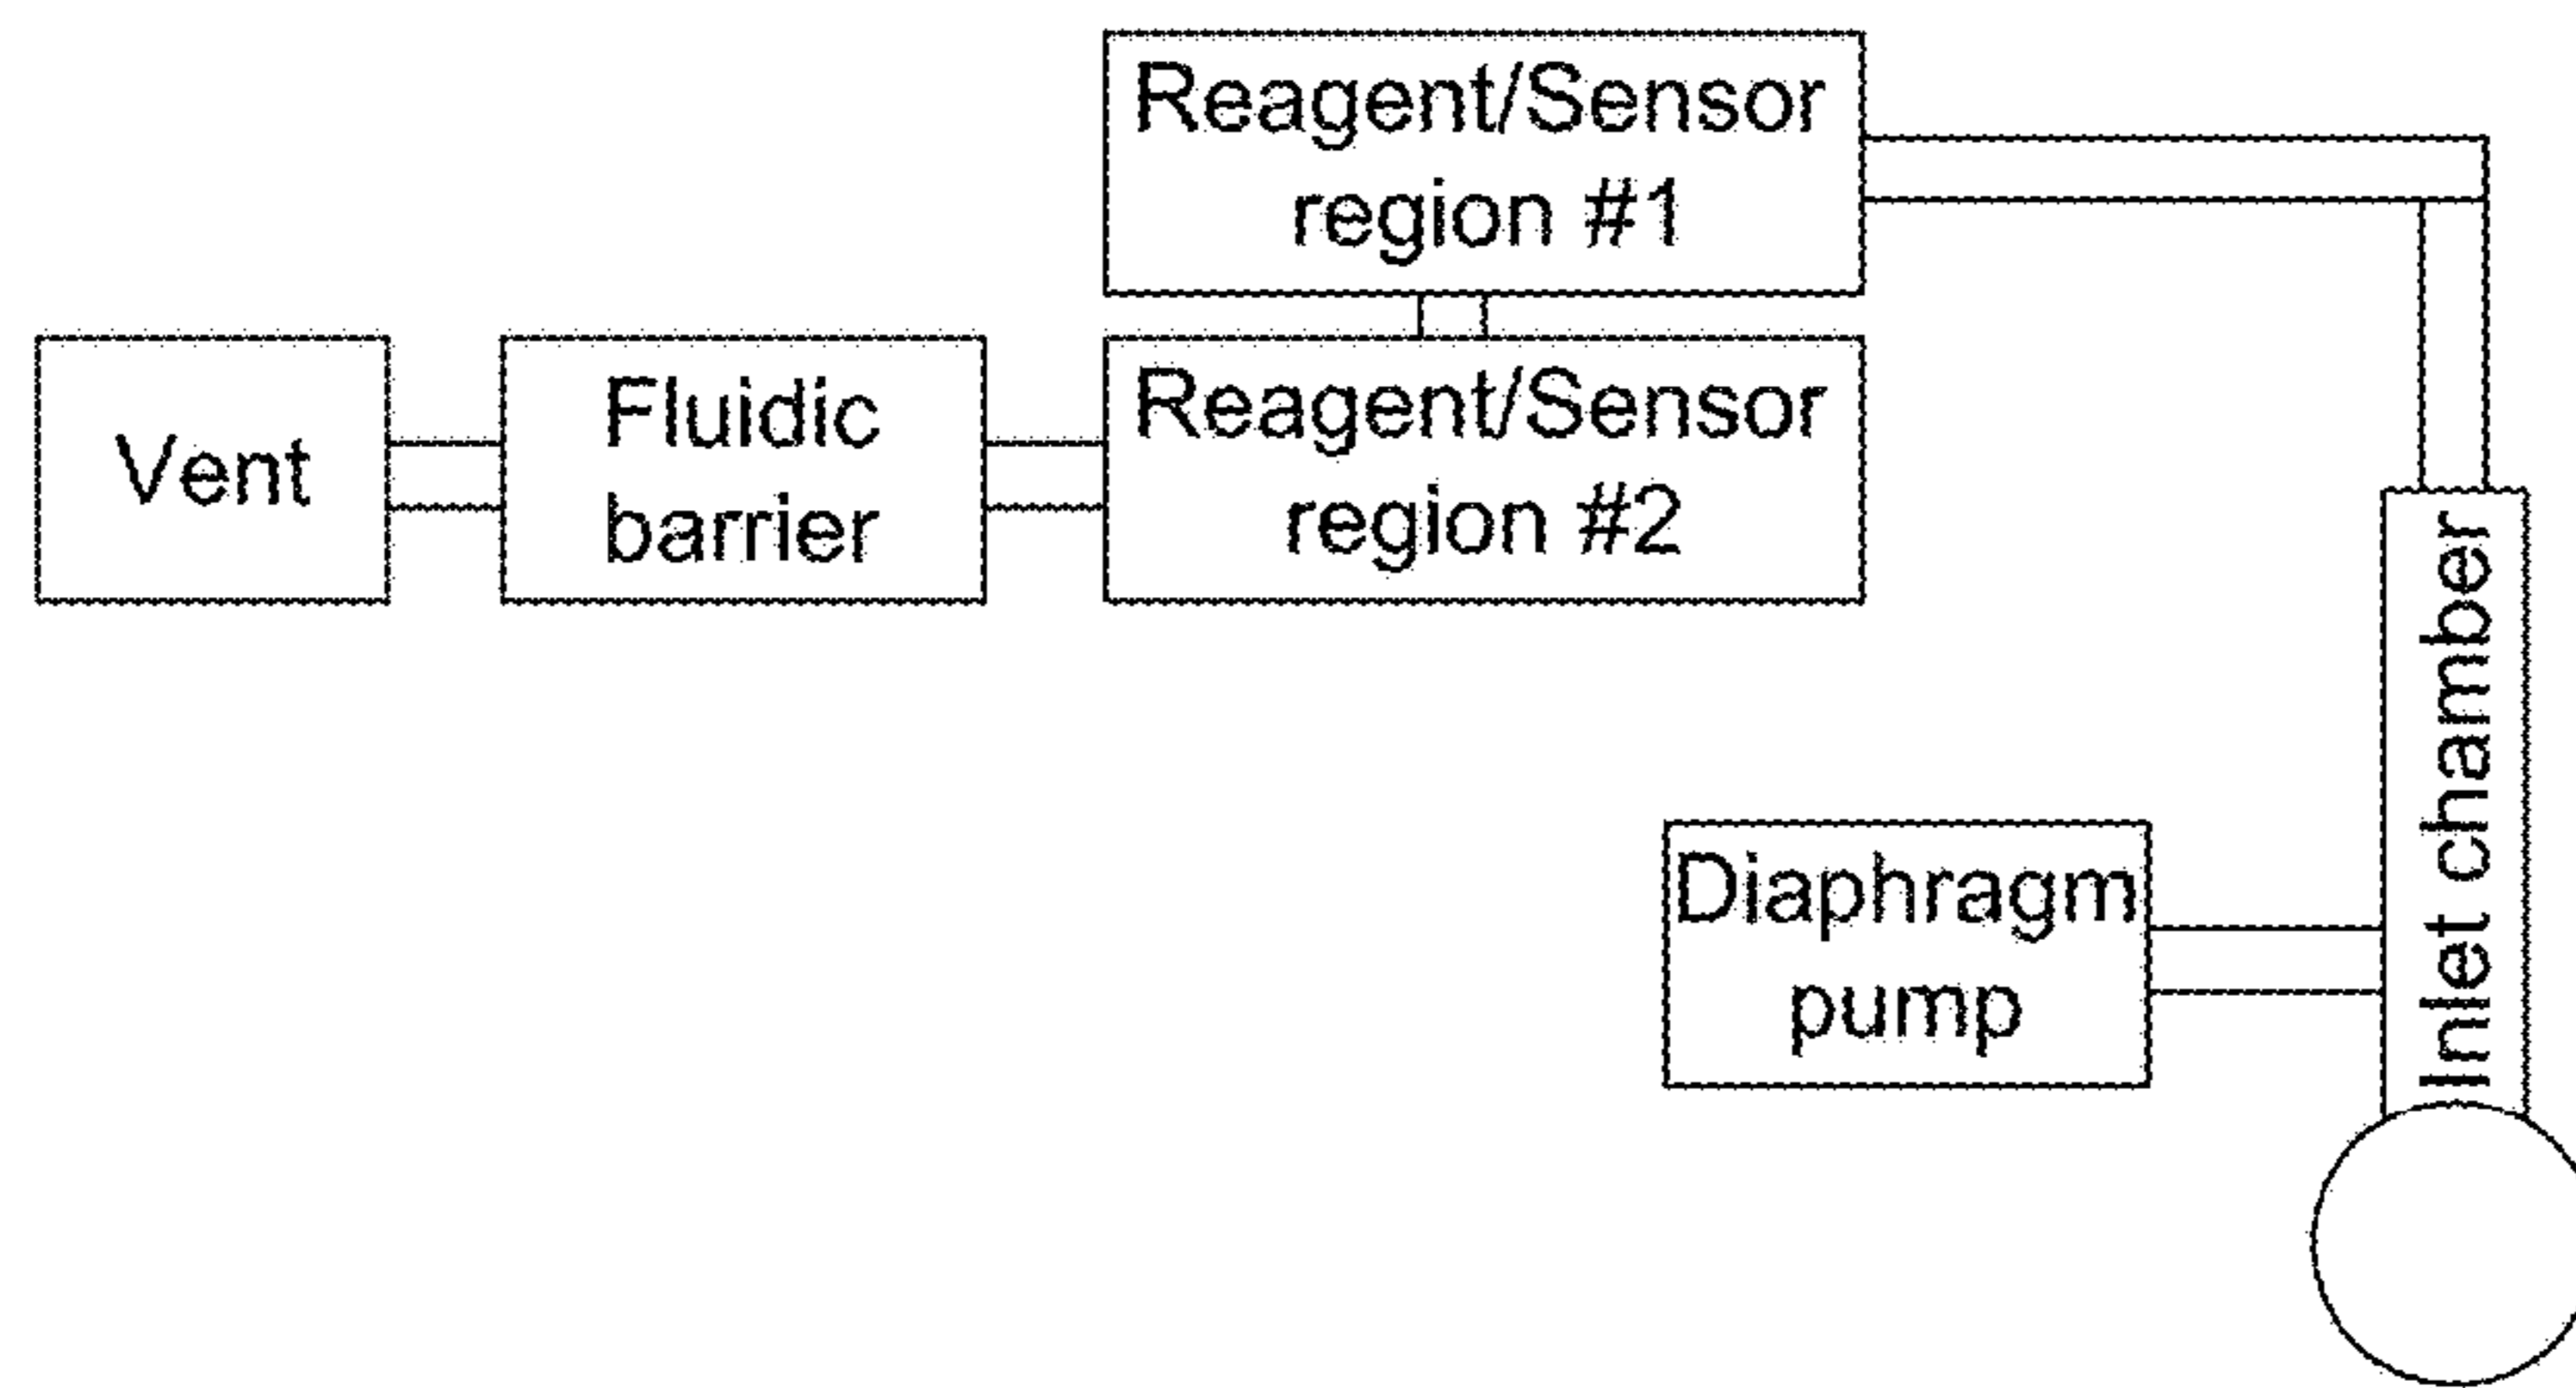 Reagent/Sensor
region #1
Vent
Fluidic
barrier
Reagent/Sensor
region #2
Inlet chamber
Diaphragm
pump